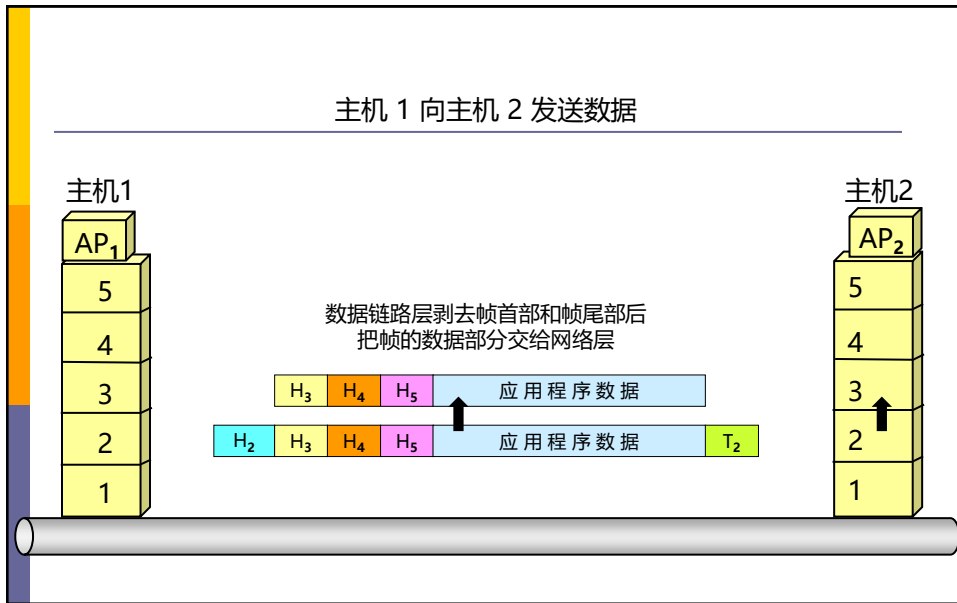 主机 1 向主机 2 发送数据
主机1
主机2
AP₁
AP₂
5
5
数据链路层剥去帧首部和帧尾部后
把帧的数据部分交给网络层
4
4
3
H₃ H₄ H₅ 应 用 程 序 数 据
3
2
H₂ H₃ H₄ H₅ 应 用 程 序 数 据 T₂
2
1
1